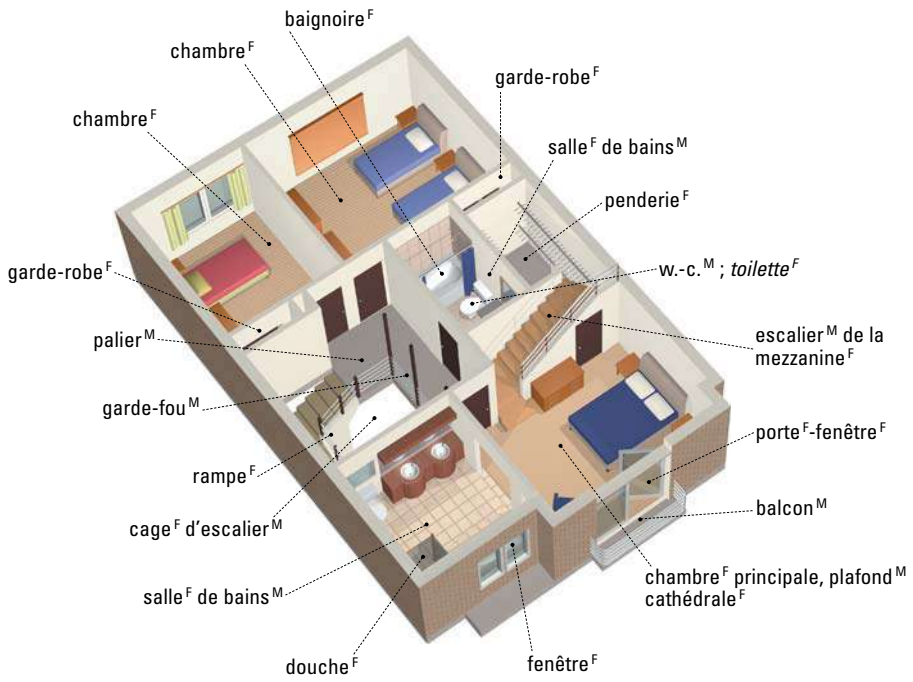 baignoire F
chambre F
garde-robe F
chambre F
salle F de bains M
penderie F
garde-robe F
w.-c. M ; toilette F
palier M
escalier M de la
mezzanine F
garde-fou M
porte F-fenêtre F
rampe F
balcon M
cage F d'escalier M
chambre F principale, plafond M
cathédrale F
salle F de bains M
douche F
fenêtre F